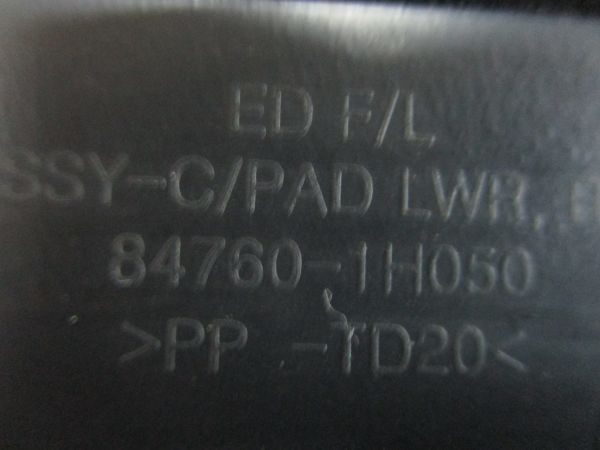 ED F/L
SSY-C/PAD LWR,
84760-1H050
>PP -TD20<